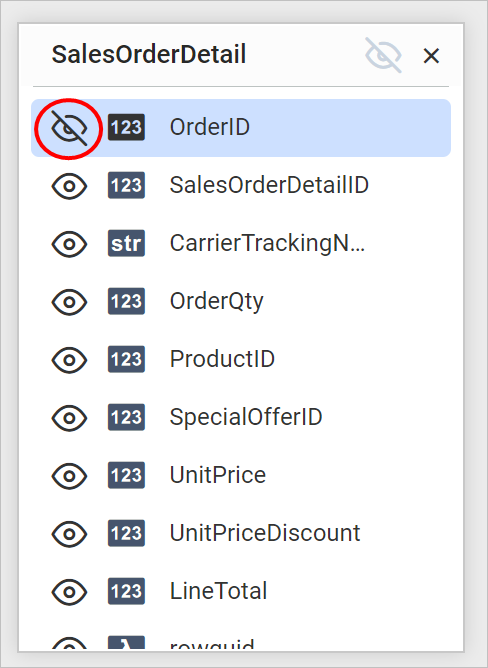 SalesOrderDetail
123 OrderID
123 SalesOrderDetailID
str CarrierTrackingN...
123 OrderQty
123 ProductID
123 SpecialOfferID
123 UnitPrice
123 UnitPriceDiscount
123 LineTotal
rowguid